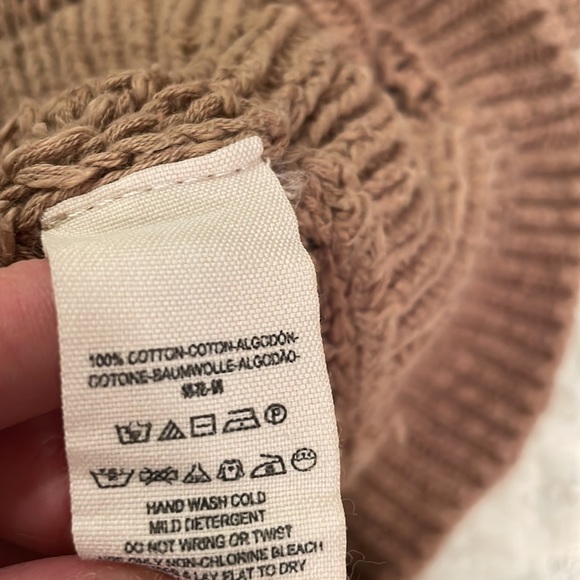 100% COTTON-COTON-ALGODÓN-
COTONE-BAUMWOLLE-ALGODÃO-
HAND WASH COLD
MILD DETERGENT
DO NOT WRING OR TWIST
ONLY NON-CHLORINE BLEACH
& LAY FLAT TO DRY